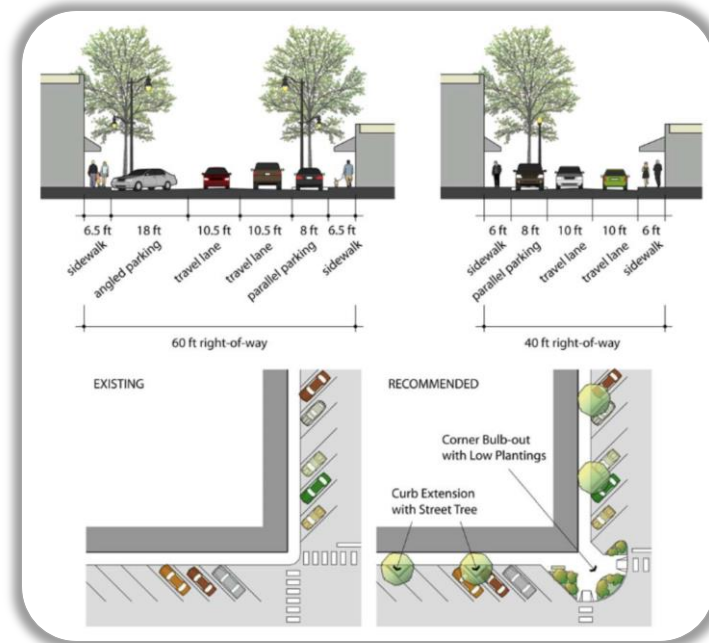 6.5 ft 18 ft 10.5 ft 10.5 ft 8 ft 6.5 ft
sidewalk angled parking travel lane travel lane parallel parking sidewalk
60 ft right-of-way
6 ft 8 ft 10 ft 10 ft 6 ft
sidewalk parallel parking travel lane travel lane sidewalk
40 ft right-of-way
EXISTING
RECOMMENDED
Corner Bulb-out
with Low Plantings
Curb Extension
with Street Tree